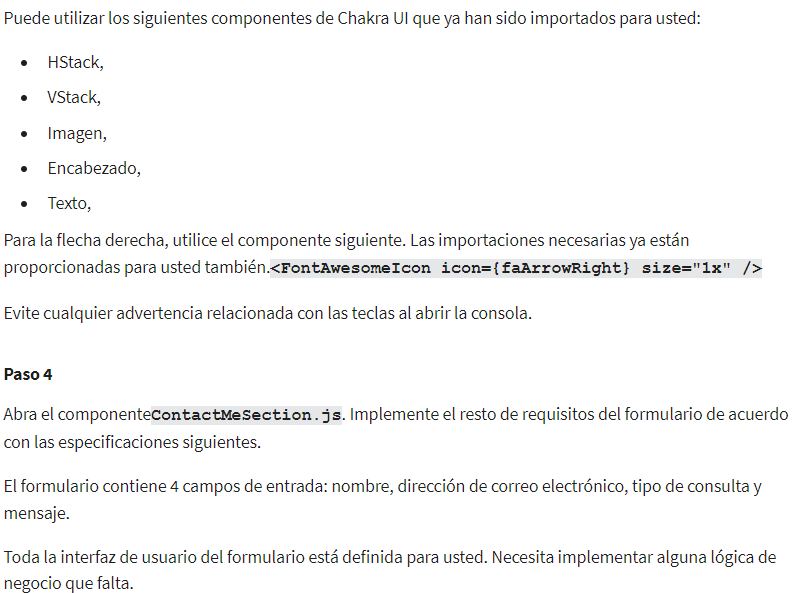 Puede utilizar los siguientes componentes de Chakra UI que ya han sido importados para usted:
HStack,
VStack,
Imagen,
Encabezado,
Texto,
Para la flecha derecha, utilice el componente siguiente. Las importaciones necesarias ya están
proporcionadas para usted también.<FontAwesomeIcon icon={faArrowRight} size="1x" />
Evite cualquier advertencia relacionada con las teclas al abrir la consola.
Paso 4
Abra el componenteContactMeSection.js. Implemente el resto de requisitos del formulario de acuerdo
con las especificaciones siguientes.
El formulario contiene 4 campos de entrada: nombre, dirección de correo electrónico, tipo de consulta y
mensaje.
Toda la interfaz de usuario del formulario está definida para usted. Necesita implementar alguna lógica de
negocio que falta.